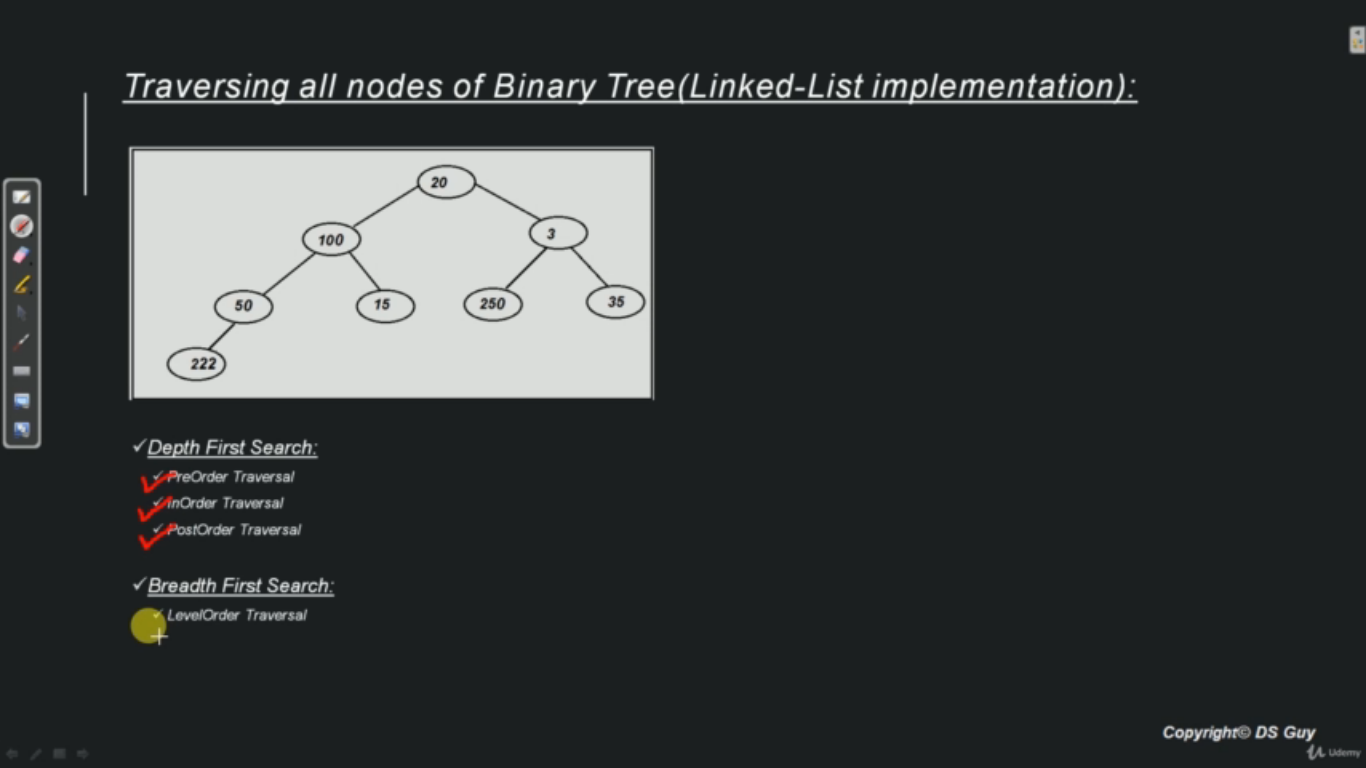 Traversing all nodes of Binary Tree(Linked-List implementation):
20
100
3
50
15
250
35
222
Depth First Search:
PreOrder Traversal
InOrder Traversal
PostOrder Traversal
Breadth First Search:
LevelOrder Traversal
Copyright© DS Guy
Udemy